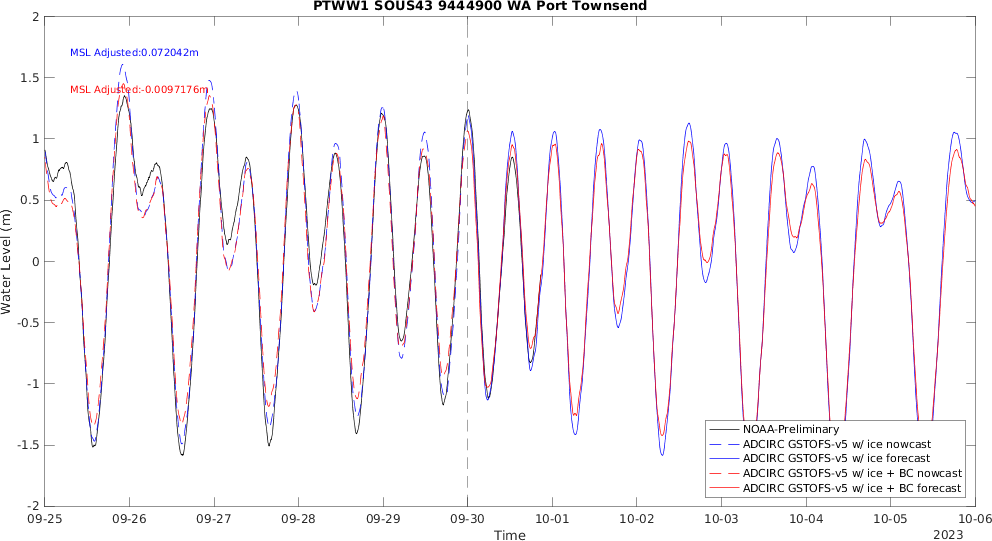 PTWW1 SOUS43 9444900 WA Port Townsend
2
1.5
1
0.5
0
-0.5
-1
-1.5
-2
Water Level (m)
MSL Adjusted:0.072042m
MSL Adjusted:-0.0097176m
NOAA-Preliminary
ADCIRC GSTOFS-v5 w/ ice nowcast
ADCIRC GSTOFS-v5 w/ ice forecast
ADCIRC GSTOFS-v5 w/ ice + BC nowcast
ADCIRC GSTOFS-v5 w/ ice + BC forecast
09-25 09-26 09-27 09-28 09-29 09-30 10-01 10-02 10-03 10-04 10-05 10-06
Time
2023